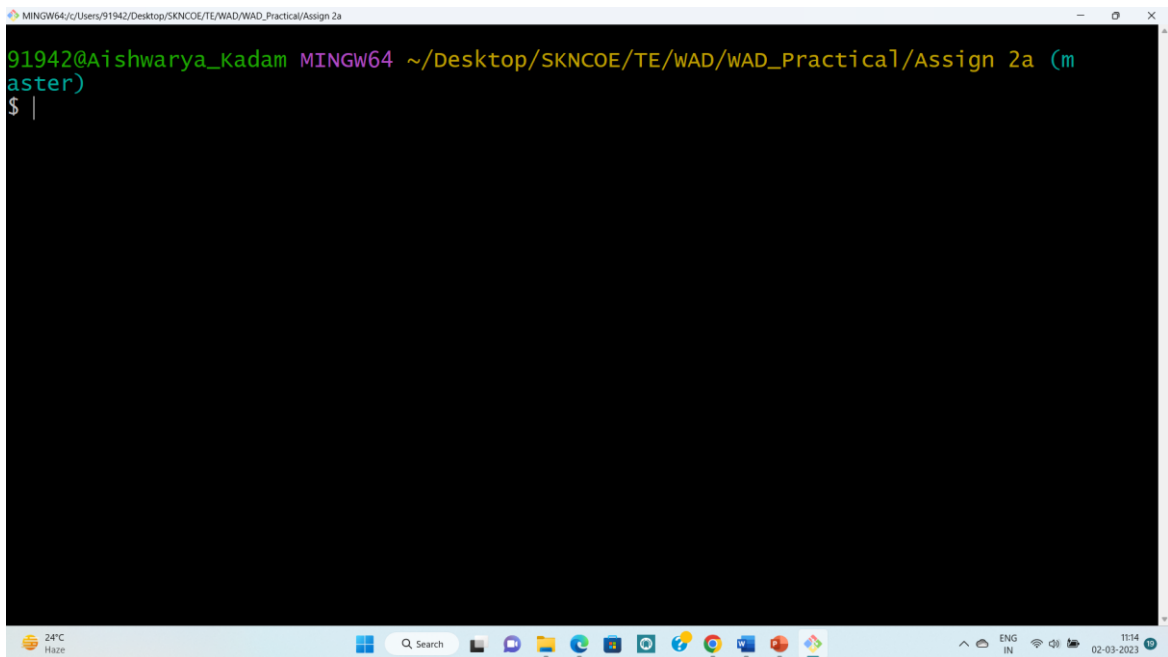 MINGW64:/c/Users/91942/Desktop/SKNCOE/TE/WAD/WAD_Practical/Assign 2a
91942@Aishwarya_Kadam MINGW64 ~/Desktop/SKNCOE/TE/WAD/WAD_Practical/Assign 2a (m
aster)
$
24°C
Haze
Search
ENG
IN
11:14
02-03-2023
19